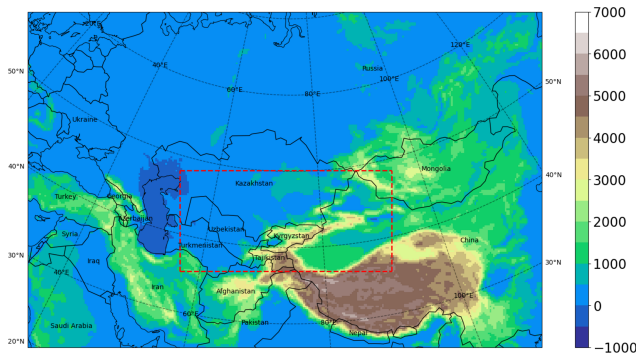 40°E
60°E
80°E
100°E
120°E
Russia
50°N
50°N
Ukraine
40°N
40°N
Kazakhstan
Mongolia
Turkey
Georgia
Azerbaijan
Uzbekistan
Kyrgyzstan
Turkmenistan
Tajikistan
China
Syria
Iraq
30°N
30°N
40°E
Iran
Afghanistan
60°E
80°E
100°E
Pakistan
Nepal
Saudi Arabia
20°N
7000
6000
5000
4000
3000
2000
1000
0
−1000